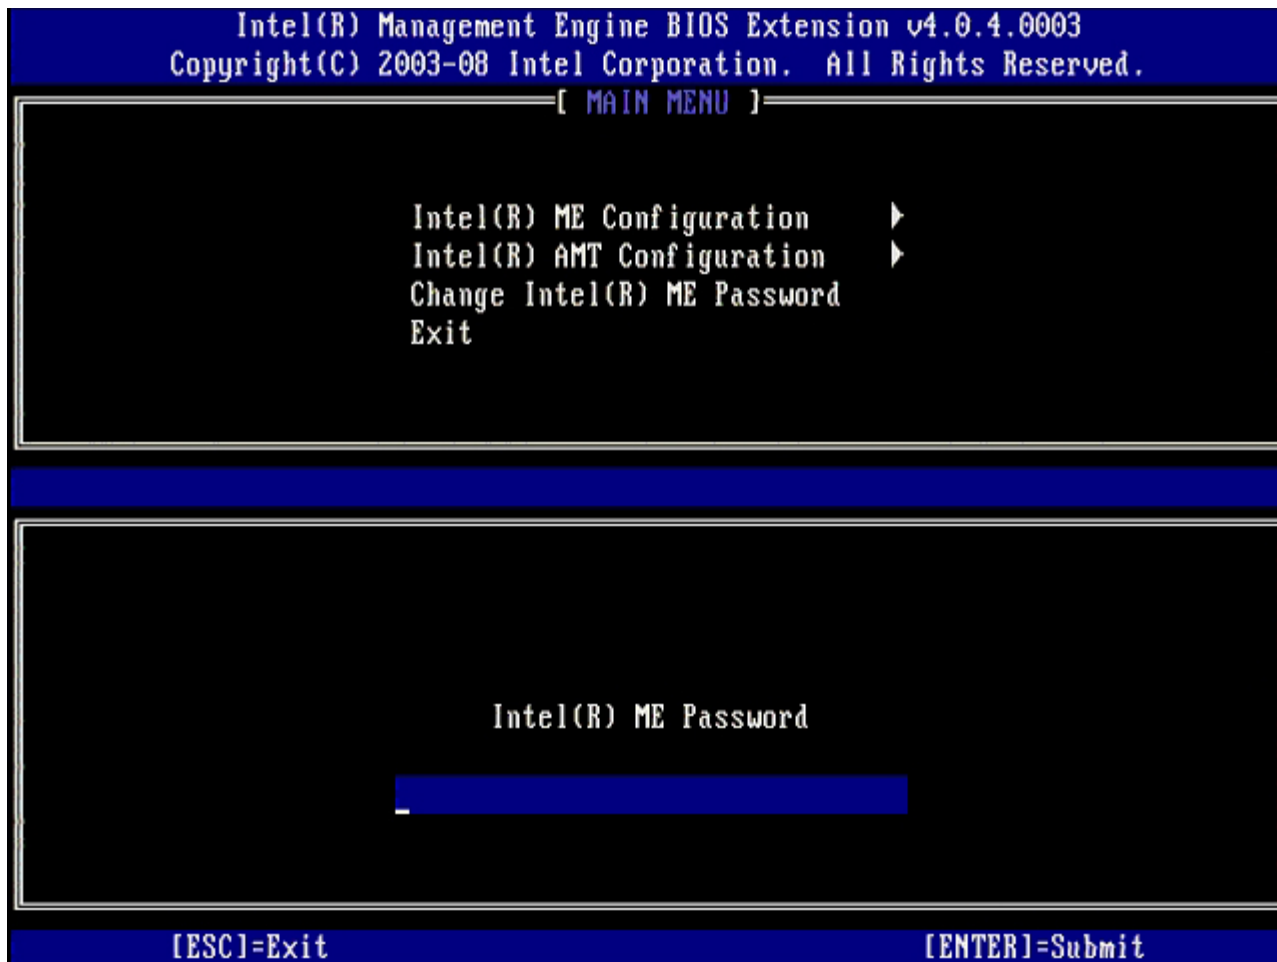 Intel(R) Management Engine BIOS Extension v4.0.4.0003
Copyright(C) 2003-08 Intel Corporation. All Rights Reserved.
[ MAIN MENU ]
Intel(R) ME Configuration
Intel(R) AMT Configuration
Change Intel(R) ME Password
Exit
Intel(R) ME Password
[ESC]=Exit [ENTER]=Submit